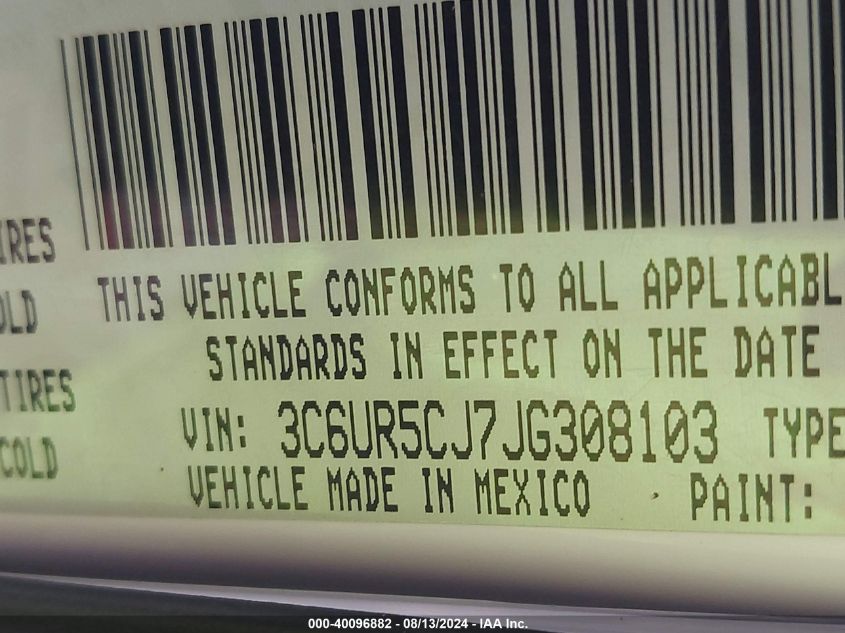 IRES
OLD
TIRES
COLD
THIS VEHICLE CONFORMS TO ALL APPLICABL
STANDARDS IN EFFECT ON THE DATE
VIN: 3C6UR5CJ7JG308103 TYPE
VEHICLE MADE IN MEXICO PAINT:
000-40096882 - 08/13/2024 - IAA Inc.